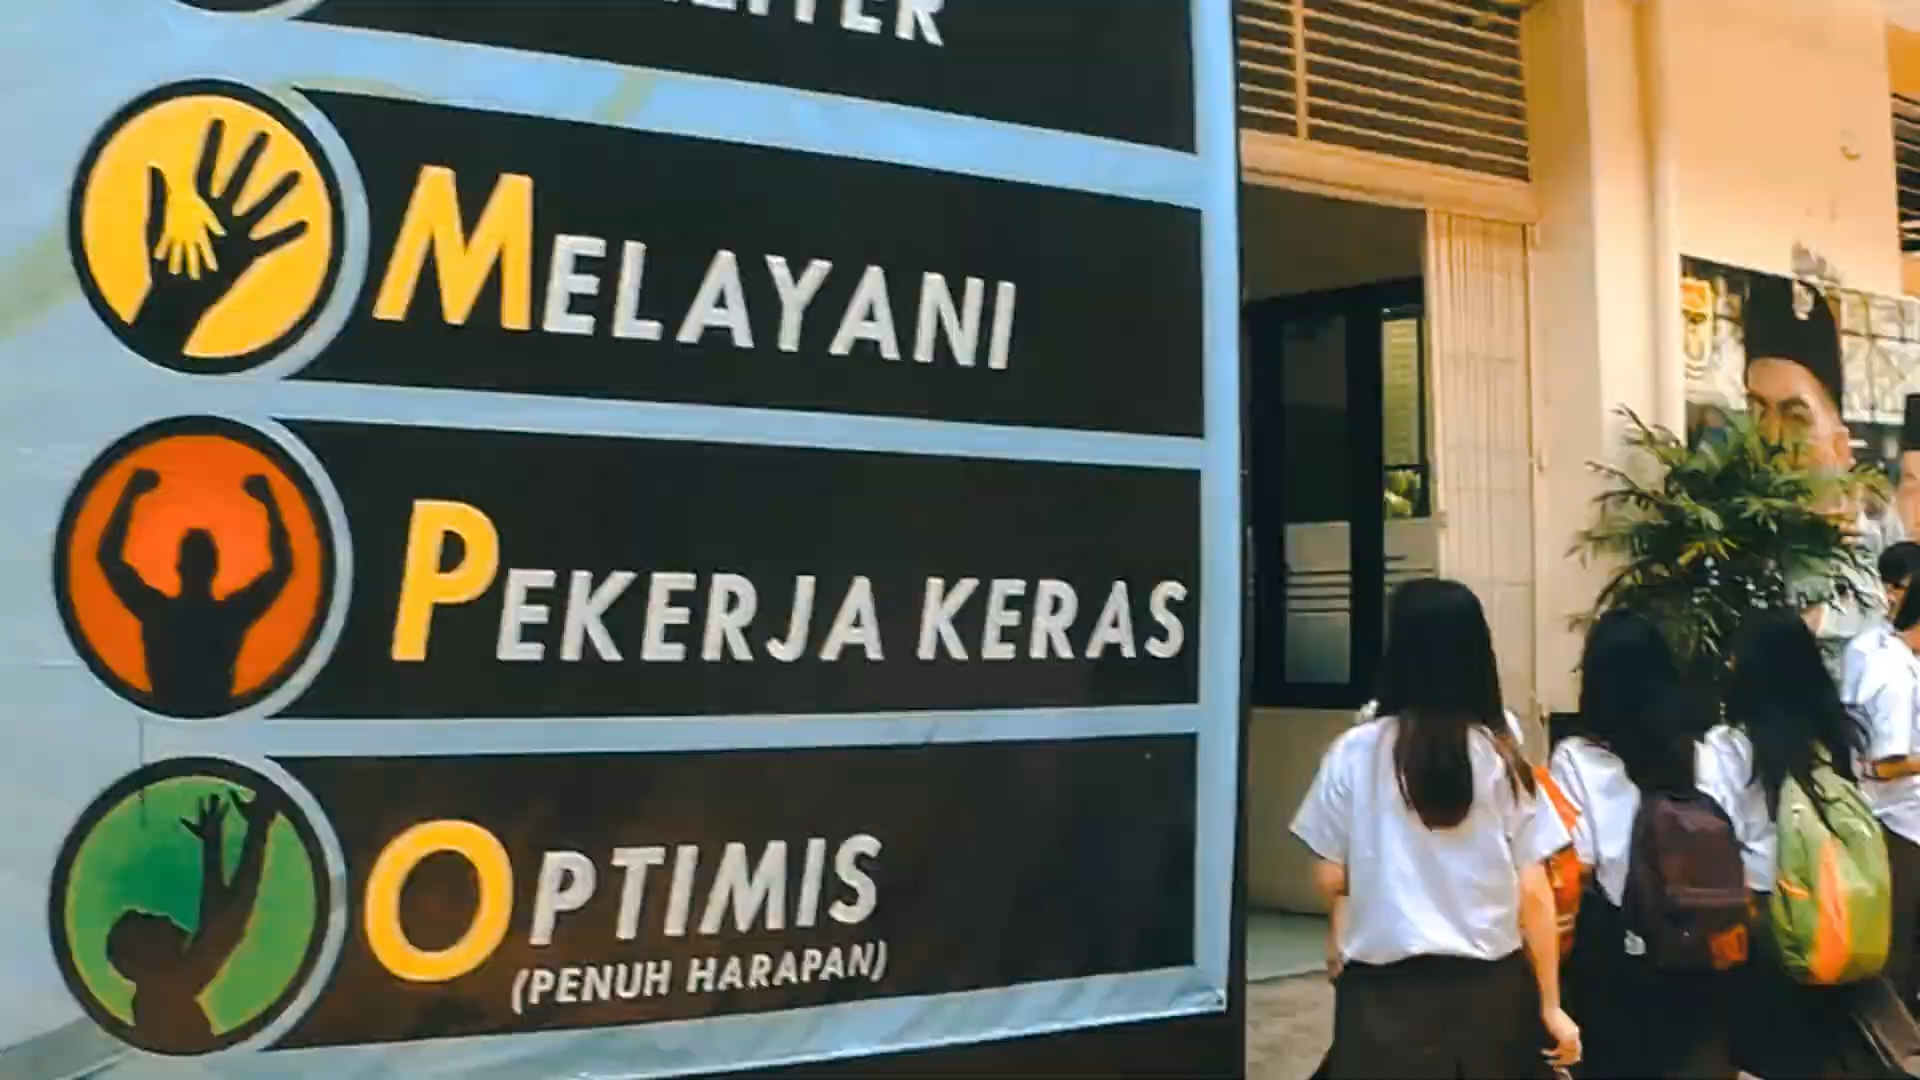 MELAYANI
PEKERJA KERAS
OPTIMIS
(PENUH HARAPAN)